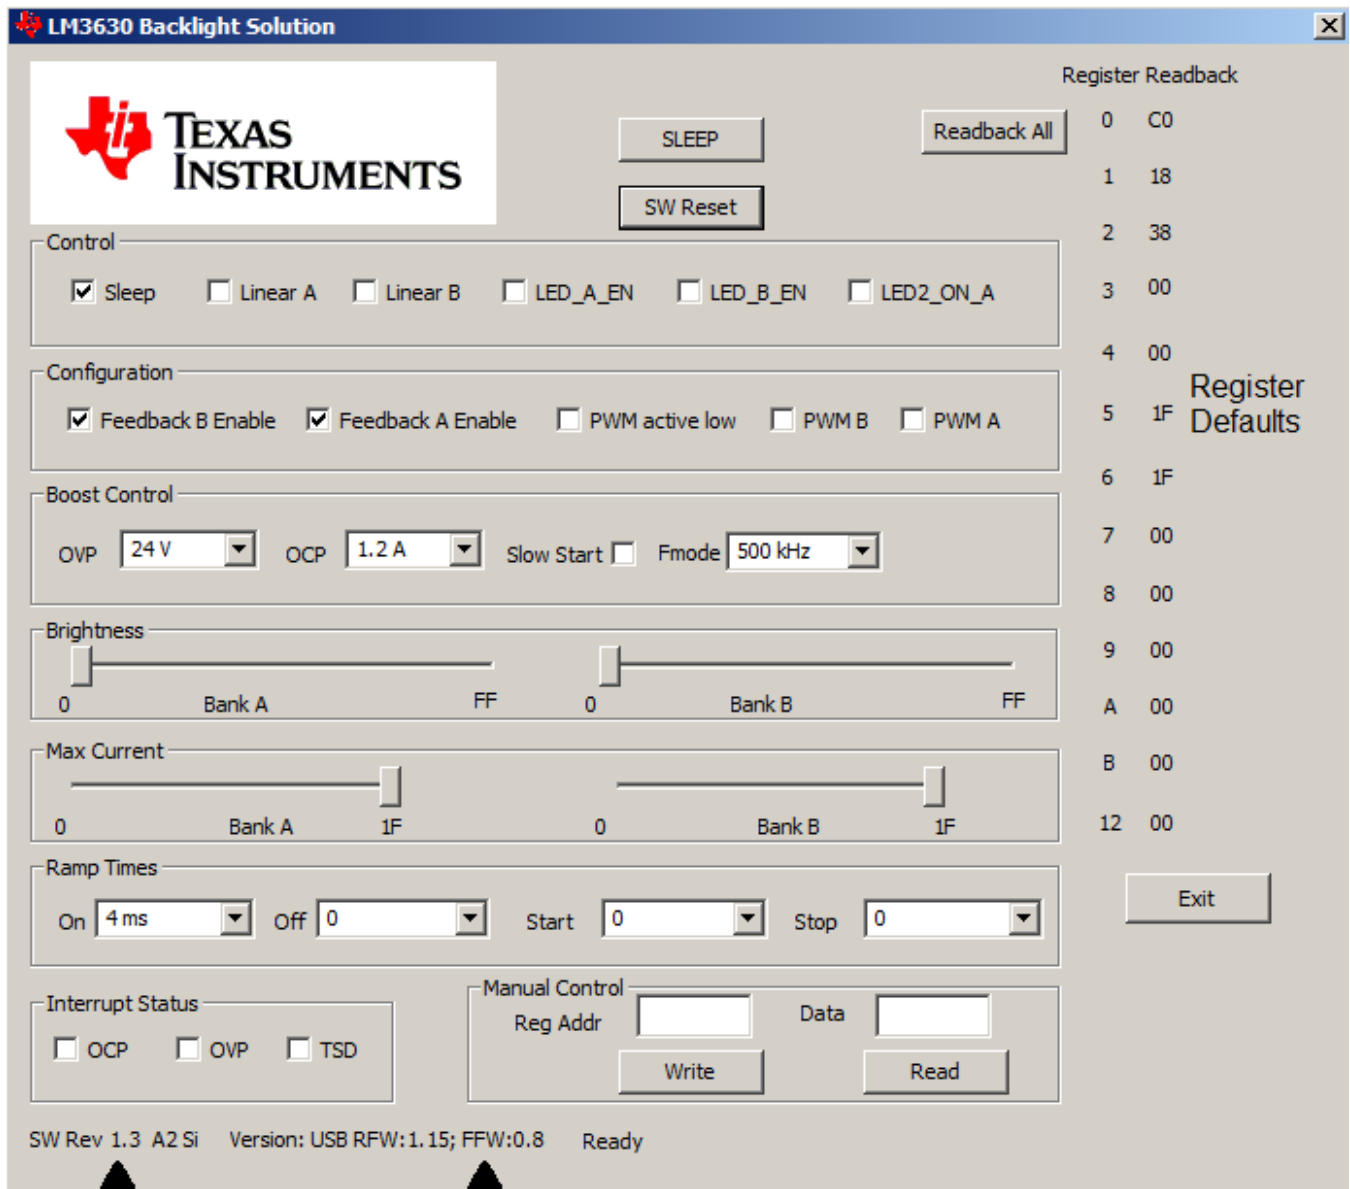 LM3630 Backlight Solution
TEXAS
INSTRUMENTS
SLEEP
SW Reset
Readback All
Register Readback
0 C0
1 18
2 38
3 00
4 00
5 1F
6 1F
7 00
8 00
9 00
A 00
B 00
12 00
Register
Defaults
Control
Sleep Linear A Linear B LED_A_EN LED_B_EN LED2_ON_A
Configuration
Feedback B Enable Feedback A Enable PWM active low PWM B PWM A
Boost Control
OVP 24 V OCP 1.2 A Slow Start Fmode 500 kHz
Brightness
0 Bank A FF 0 Bank B FF
Max Current
0 Bank A 1F 0 Bank B 1F
Ramp Times
On 4 ms Off 0 Start 0 Stop 0
Exit
Interrupt Status
OCP OVP TSD
Manual Control
Reg Addr Data
Write Read
SW Rev 1.3 A2 Si Version: USB RFW:1.15; FFW:0.8 Ready